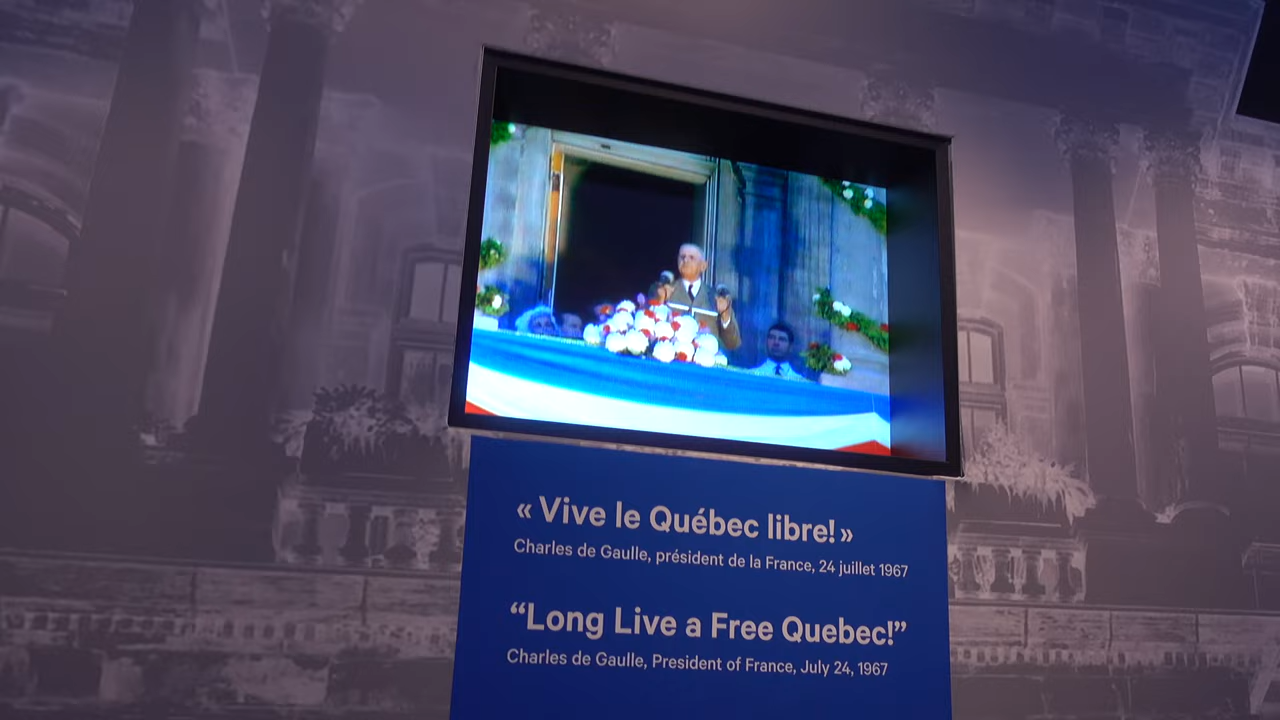 « Vive le Québec libre! »
Charles de Gaulle, président de la France, 24 juillet 1967
“Long Live a Free Quebec!”
Charles de Gaulle, President of France, July 24, 1967